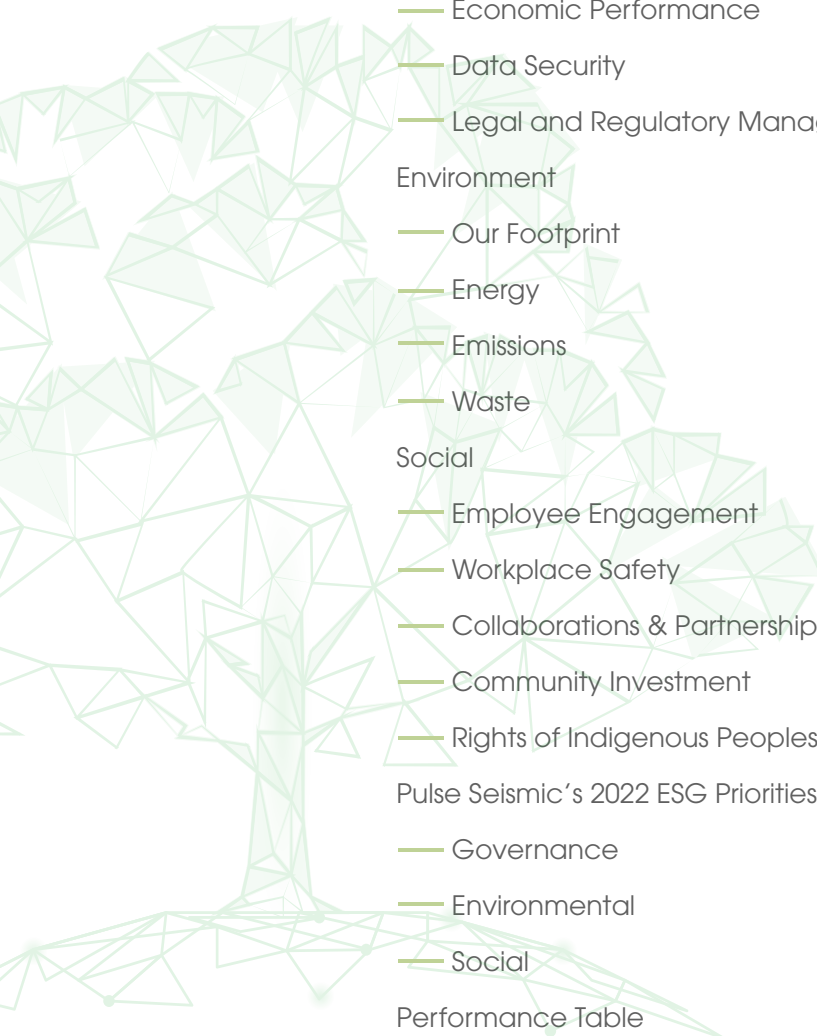 Economic Performance
Data Security
Legal and Regulatory
Environment
Our Footprint
Energy
Emissions
Waste
Social
Employee Engagement
Workplace Safety
Collaborations & Partnership
Community Investment
Rights of Indigenous Peoples
Pulse Seismic’s 2022 ESG Priorities
Governance
Environmental
Social
Performance Table